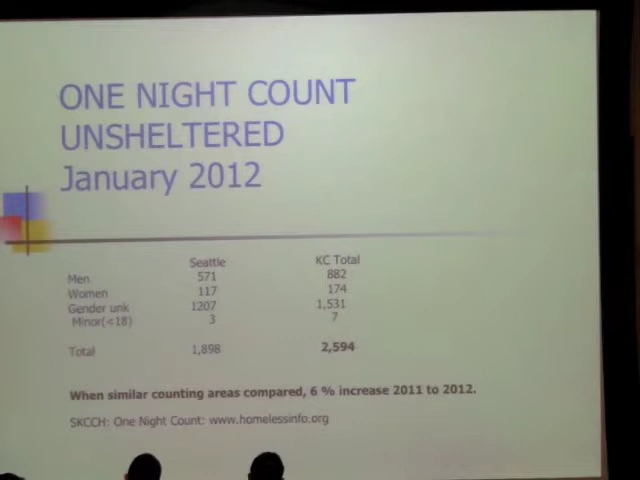 ONE NIGHT COUNT
UNSHELTERED
January 2012
Seattle KC Total
Men 571 882
Women 117 174
Gender unk 1207 1,531
Minor(<18) 3 7
Total 1,898 2,594
When similar counting areas compared, 6 % increase 2011 to 2012.
SKCCH: One Night Count: www.homelessinfo.org